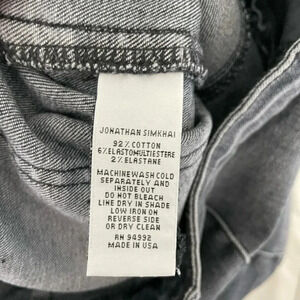 JONATHAN SIMKHAI
92% COTTON
6% ELASTOMULTIESTERE
2% ELASTANE
MACHINE WASH COLD
SEPARATELY AND
INSIDE OUT
DO NOT BLEACH
LINE DRY IN SHADE
LOW IRON ON
REVERSE SIDE
OR DRY CLEAN
RN 94992
MADE IN USA